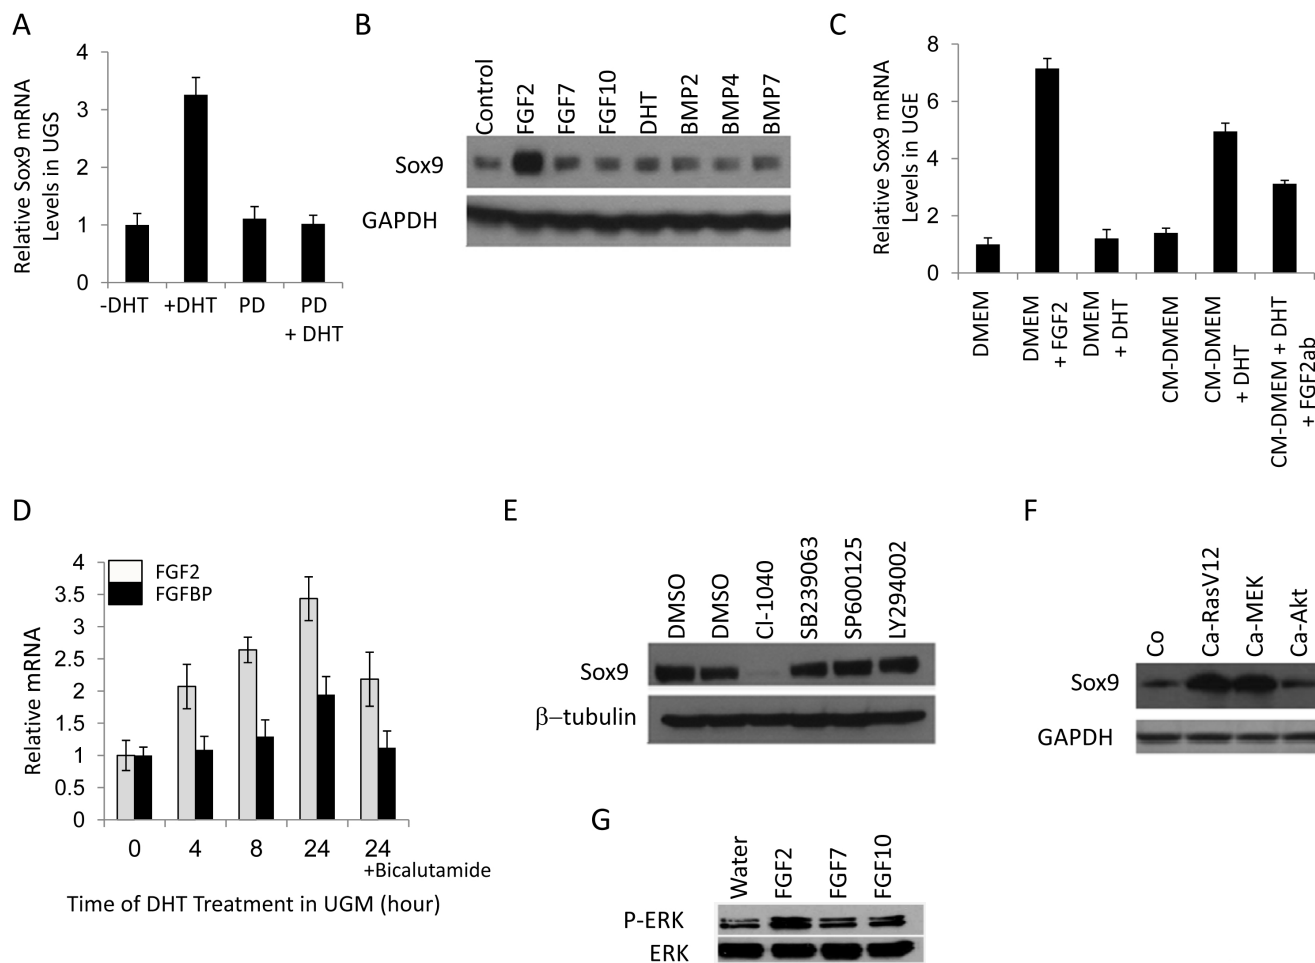 A
Relative Sox9 mRNA
Levels in UGS
4
3
2
1
0
-DHT
+DHT
PD
PD
+ DHT
B
Control
FGF2
FGF7
FGF10
DHT
BMP2
BMP4
BMP7
Sox9
GAPDH
C
Relative Sox9 mRNA
Levels in UGE
8
6
4
2
0
DMEM
DMEM
+ FGF2
DMEM
+ DHT
CM-DMEM
CM-DMEM
+ DHT
CM-DMEM + DHT
+ FGF2ab
D
Relative mRNA
4
3.5
3
2.5
2
1.5
1
0.5
0
FGF2
FGFBP
0
4
8
24
24
+Bicalutamide
Time of DHT Treatment in UGM (hour)
E
DMSO
DMSO
CI-1040
SB239063
SP600125
LY294002
Sox9
β–tubulin
F
Co
Ca-RasV12
Ca-MEK
Ca-Akt
Sox9
GAPDH
G
Water
FGF2
FGF7
FGF10
P-ERK
ERK